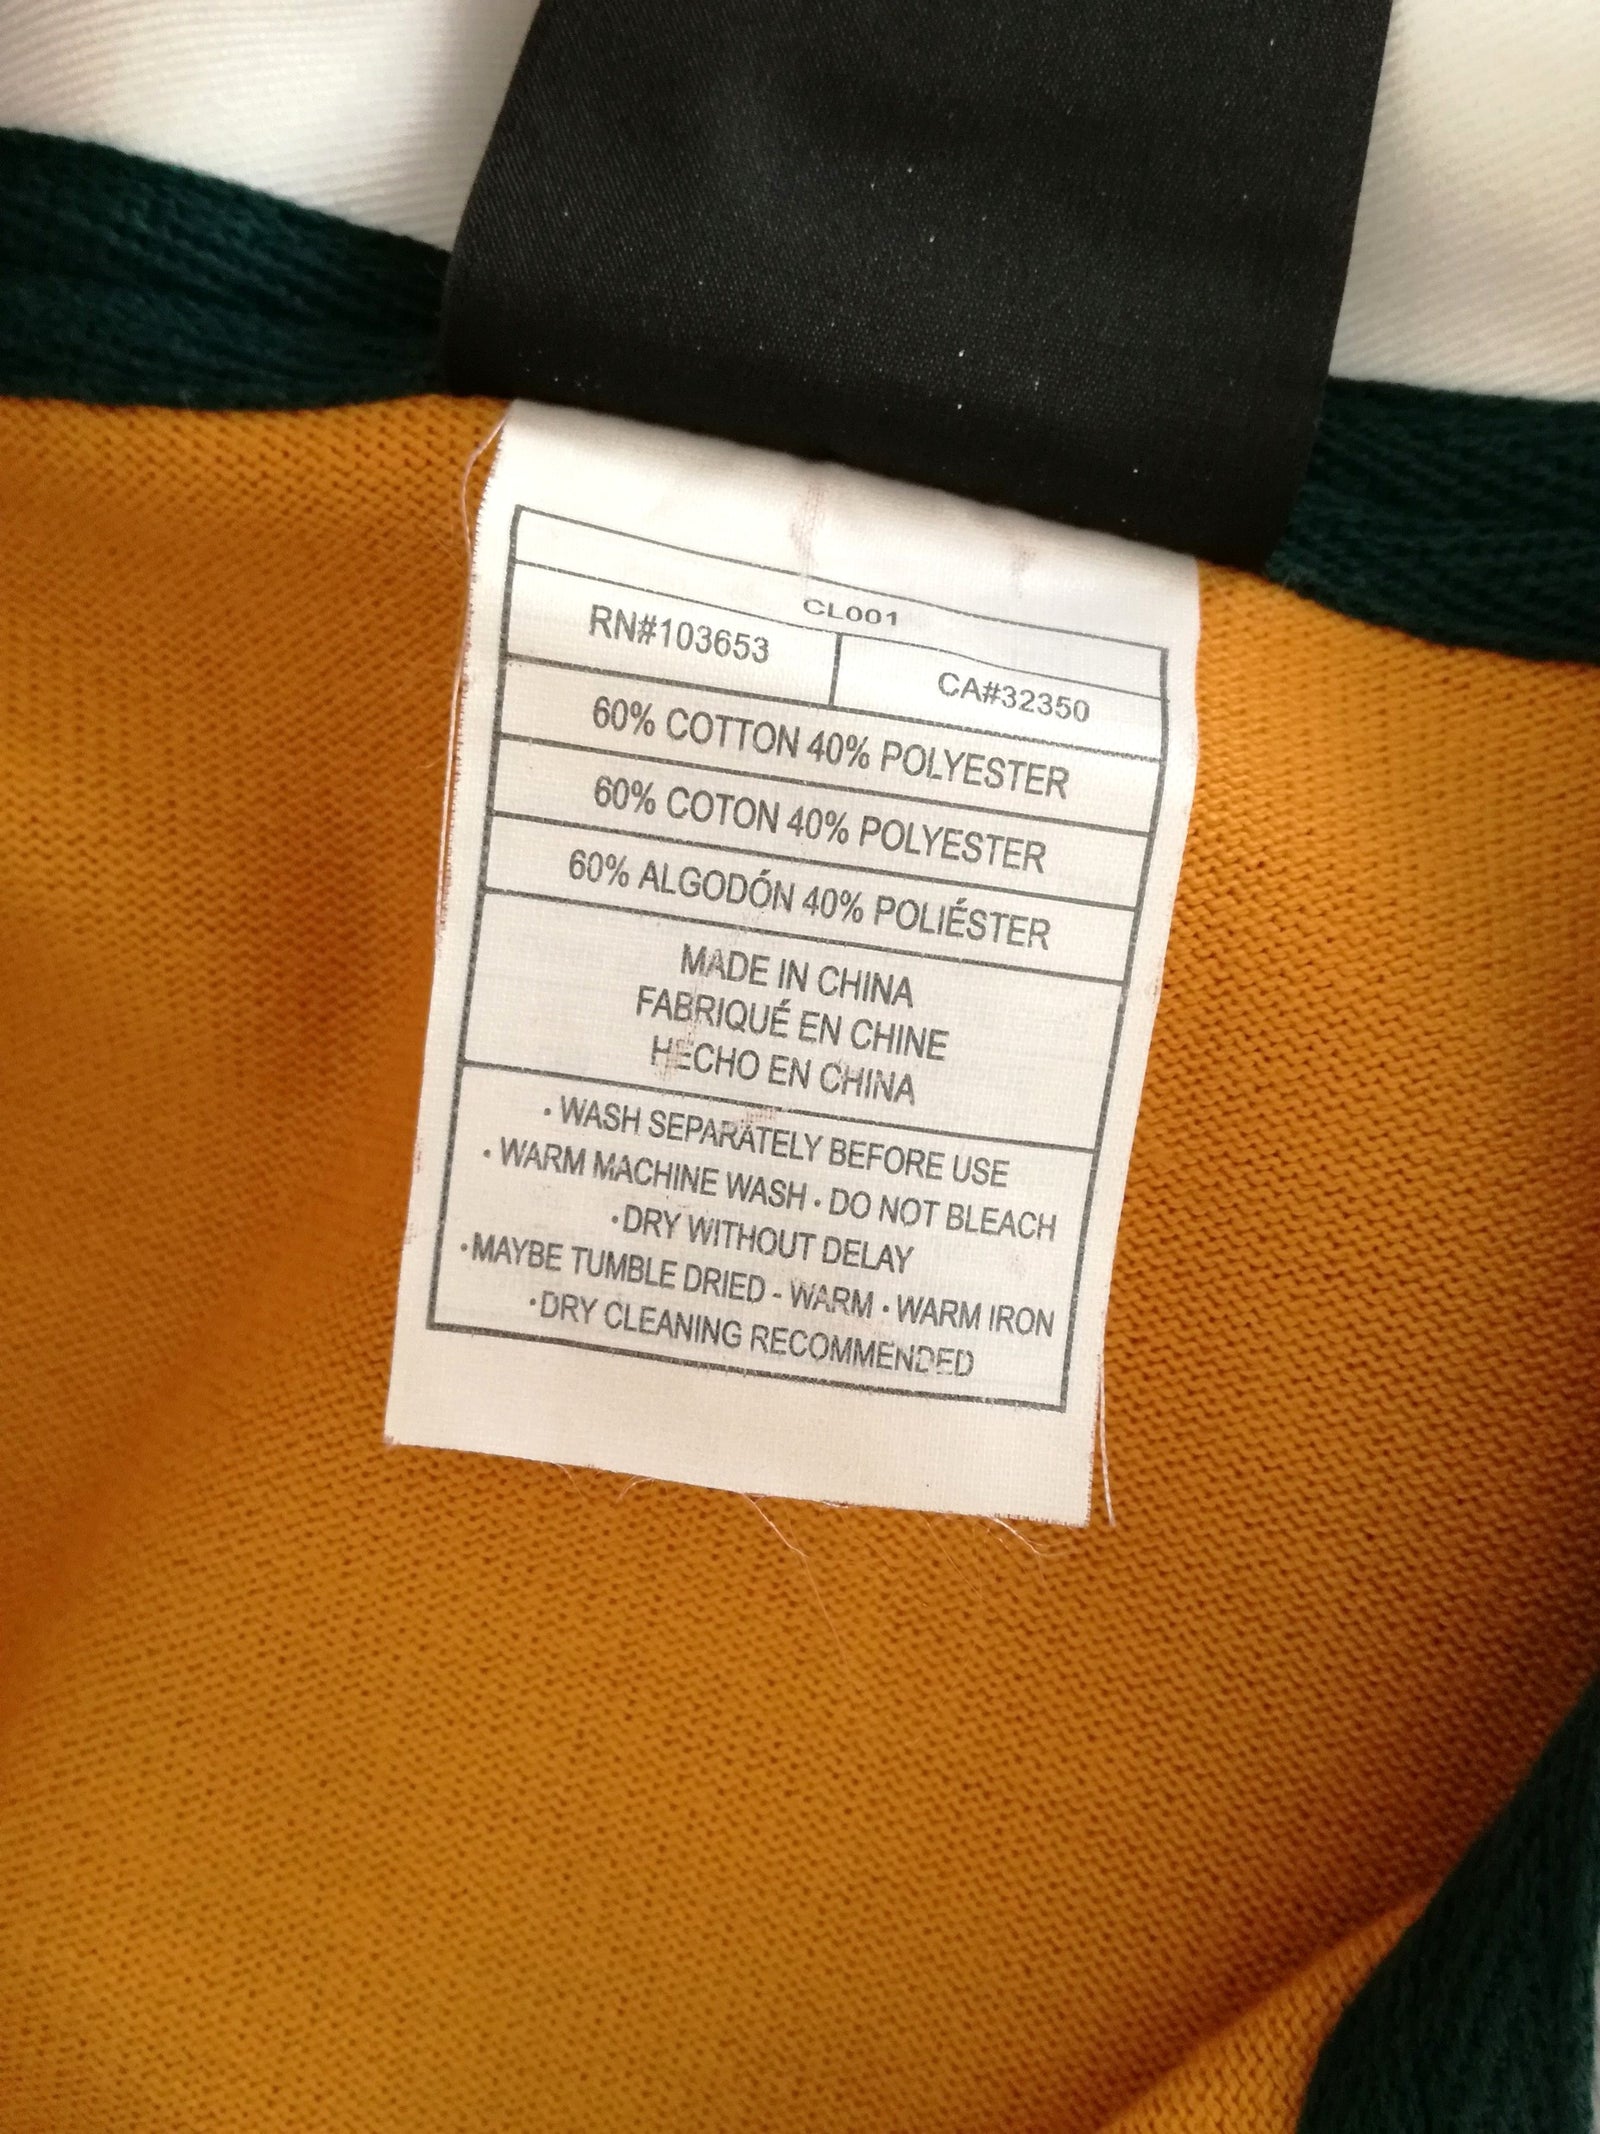 CL001
RN#103653 CA#32350
60% COTTON 40% POLYESTER
60% COTON 40% POLYESTER
60% ALGODÓN 40% POLIÉSTER
MADE IN CHINA
FABRIQUÉ EN CHINE
HECHO EN CHINA
• WASH SEPARATELY BEFORE USE
• WARM MACHINE WASH • DO NOT BLEACH
•DRY WITHOUT DELAY
•MAYBE TUMBLE DRIED - WARM • WARM IRON
•DRY CLEANING RECOMMENDED